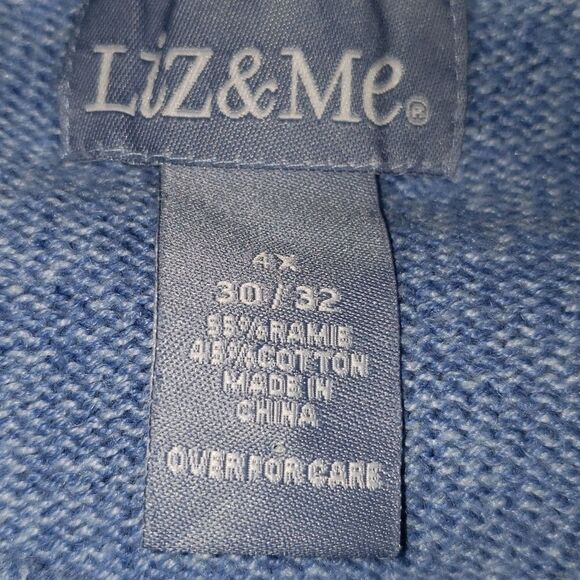 Liz&Me®
4X
30/32
55%RAMIE
45%COTTON
MADE IN
CHINA
OVER FOR CARE